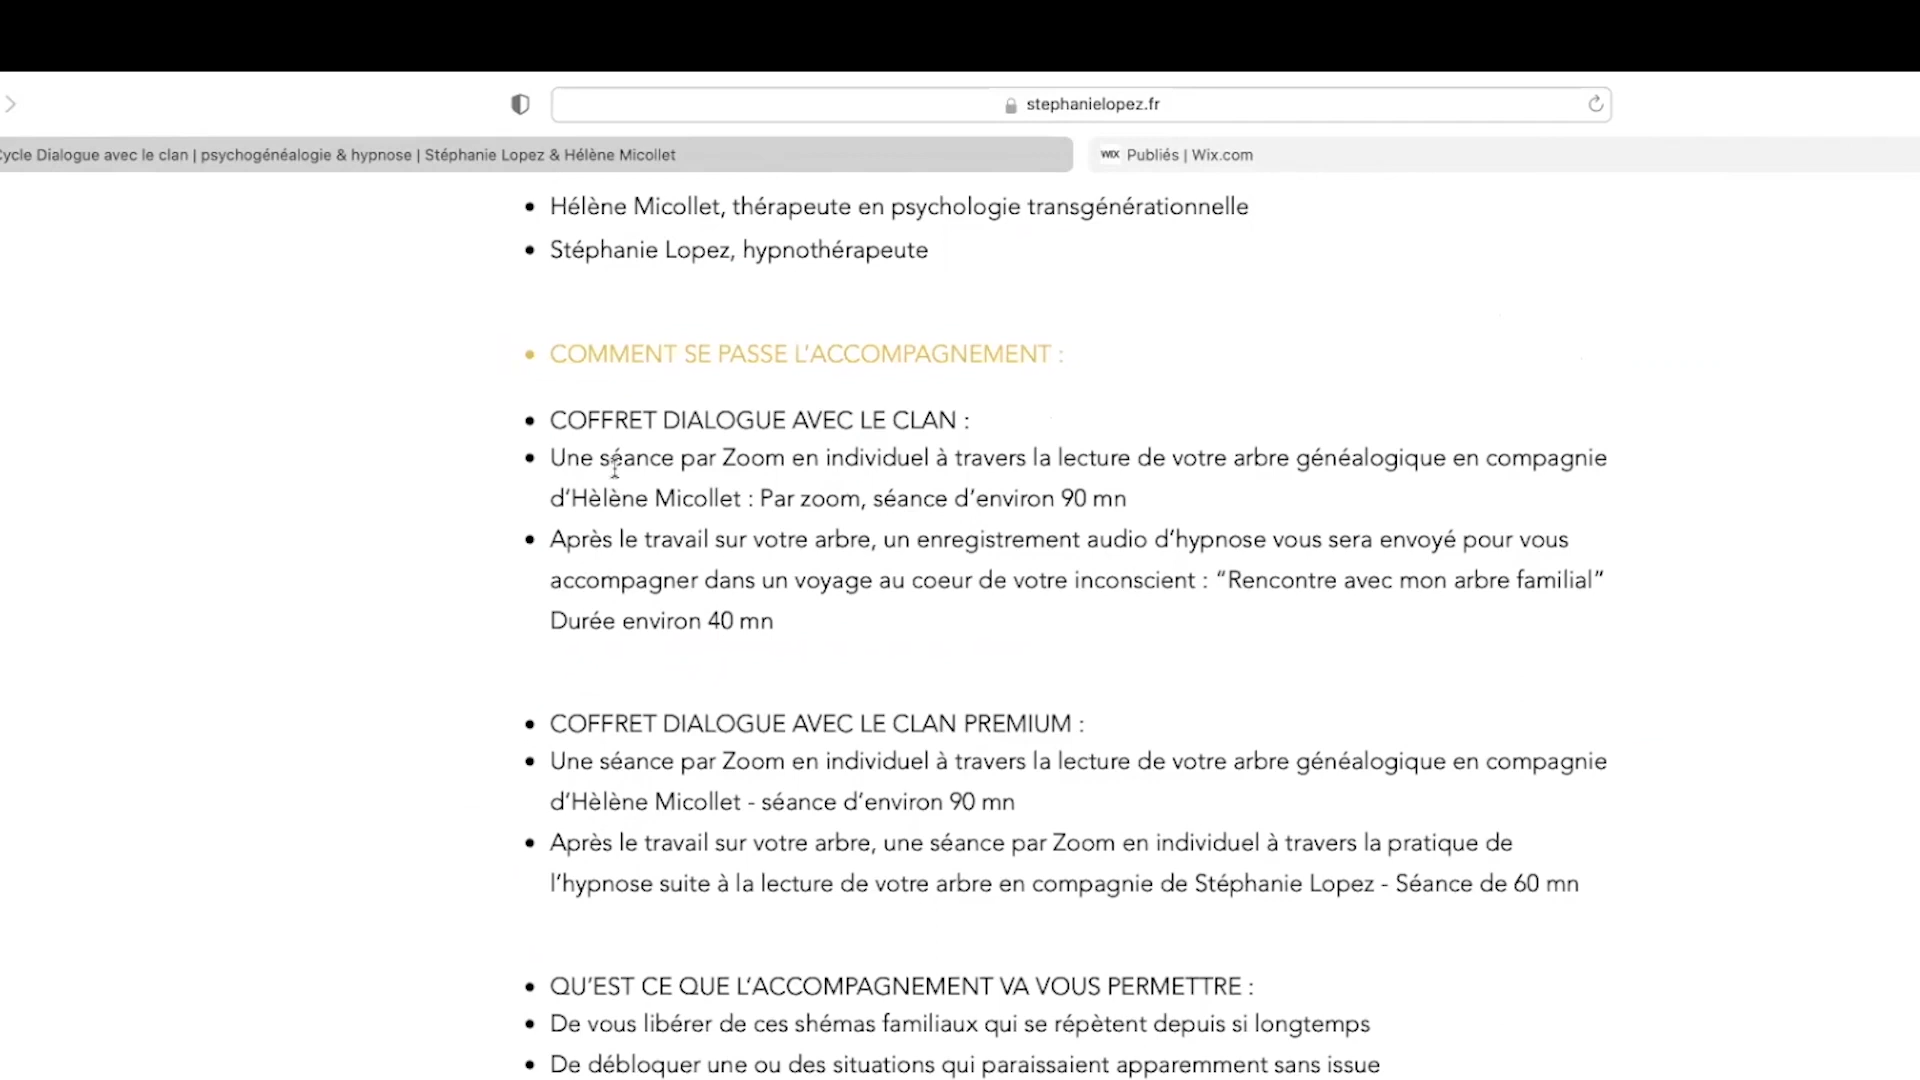 stephanielopez.fr
ycle Dialogue avec le clan | psychogénéalogie & hypnose | Stéphanie Lopez & Hélène Micollet
WIX Publiés | Wix.com
• Hélène Micollet, thérapeute en psychologie transgénérationnelle
• Stéphanie Lopez, hypnothérapeute
• COMMENT SE PASSE L'ACCOMPAGNEMENT :
• COFFRET DIALOGUE AVEC LE CLAN :
• Une séance par Zoom en individuel à travers la lecture de votre arbre généalogique en compagnie
d'Hèlène Micollet : Par zoom, séance d'environ 90 mn
• Après le travail sur votre arbre, un enregistrement audio d'hypnose vous sera envoyé pour vous
accompagner dans un voyage au coeur de votre inconscient : “Rencontre avec mon arbre familial”
Durée environ 40 mn
• COFFRET DIALOGUE AVEC LE CLAN PREMIUM :
• Une séance par Zoom en individuel à travers la lecture de votre arbre généalogique en compagnie
d'Hèlène Micollet - séance d'environ 90 mn
• Après le travail sur votre arbre, une séance par Zoom en individuel à travers la pratique de
l'hypnose suite à la lecture de votre arbre en compagnie de Stéphanie Lopez - Séance de 60 mn
• QU'EST CE QUE L'ACCOMPAGNEMENT VA VOUS PERMETTRE :
• De vous libérer de ces shémas familiaux qui se répètent depuis si longtemps
• De débloquer une ou des situations qui paraissaient apparemment sans issue